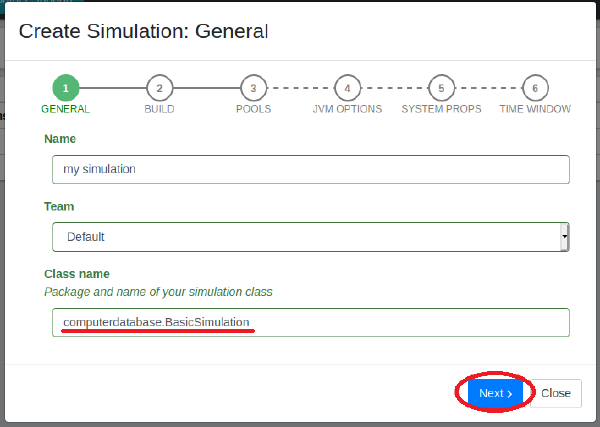 Create Simulation: General
1 2 3 4 5 6
GENERAL BUILD POOLS JVM OPTIONS SYSTEM PROPS TIME WINDOW
Name
my simulation
Team
Default
Class name
Package and name of your simulation class
computerdatabase.BasicSimulation
Next › Close